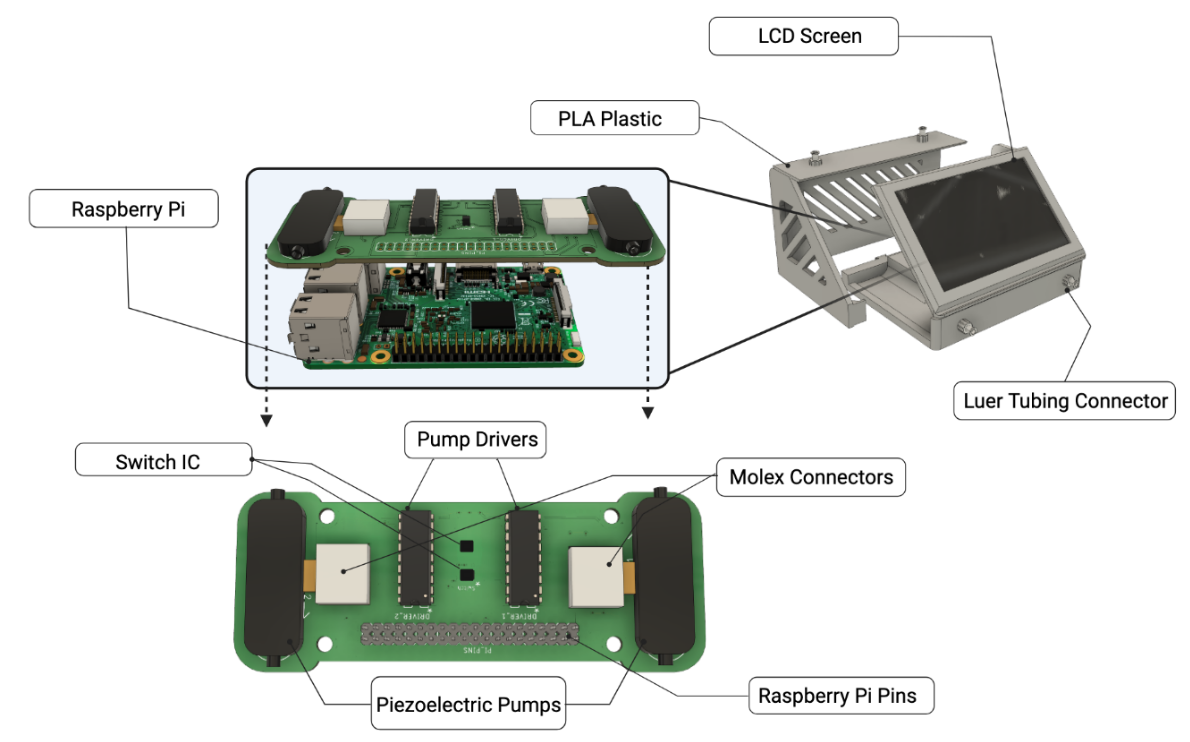 LCD Screen
PLA Plastic
Raspberry Pi
Luer Tubing Connector
Pump Drivers
Switch IC
Molex Connectors
DRIVER_2
DRIVER_1
PI_PINS
Raspberry Pi Pins
Piezoelectric Pumps